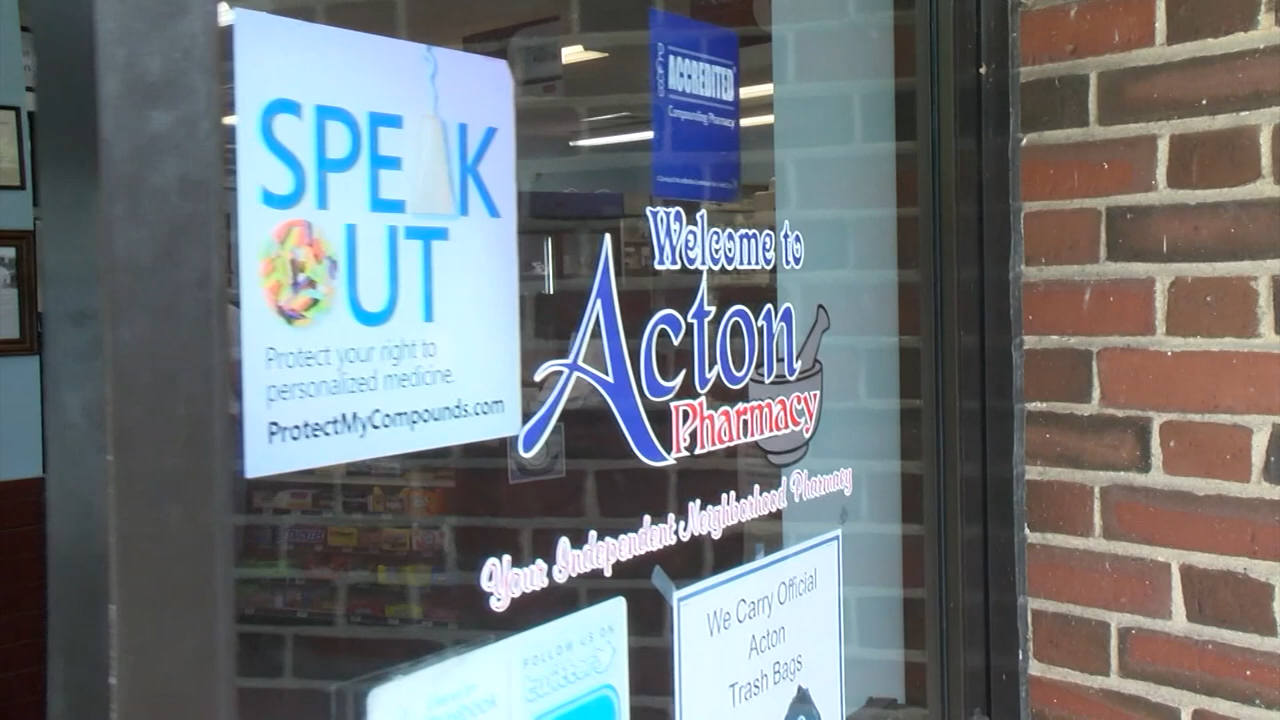 SPEAK
OUT
Protect your right to
personalized medicine.
ProtectMyCompounds.com
ACCREDITED
Compounding Pharmacy
Welcome to
Acton
Pharmacy
Your Independent Neighborhood Pharmacy
FOLLOW US ON
We Carry Official
Acton
Trash Bags